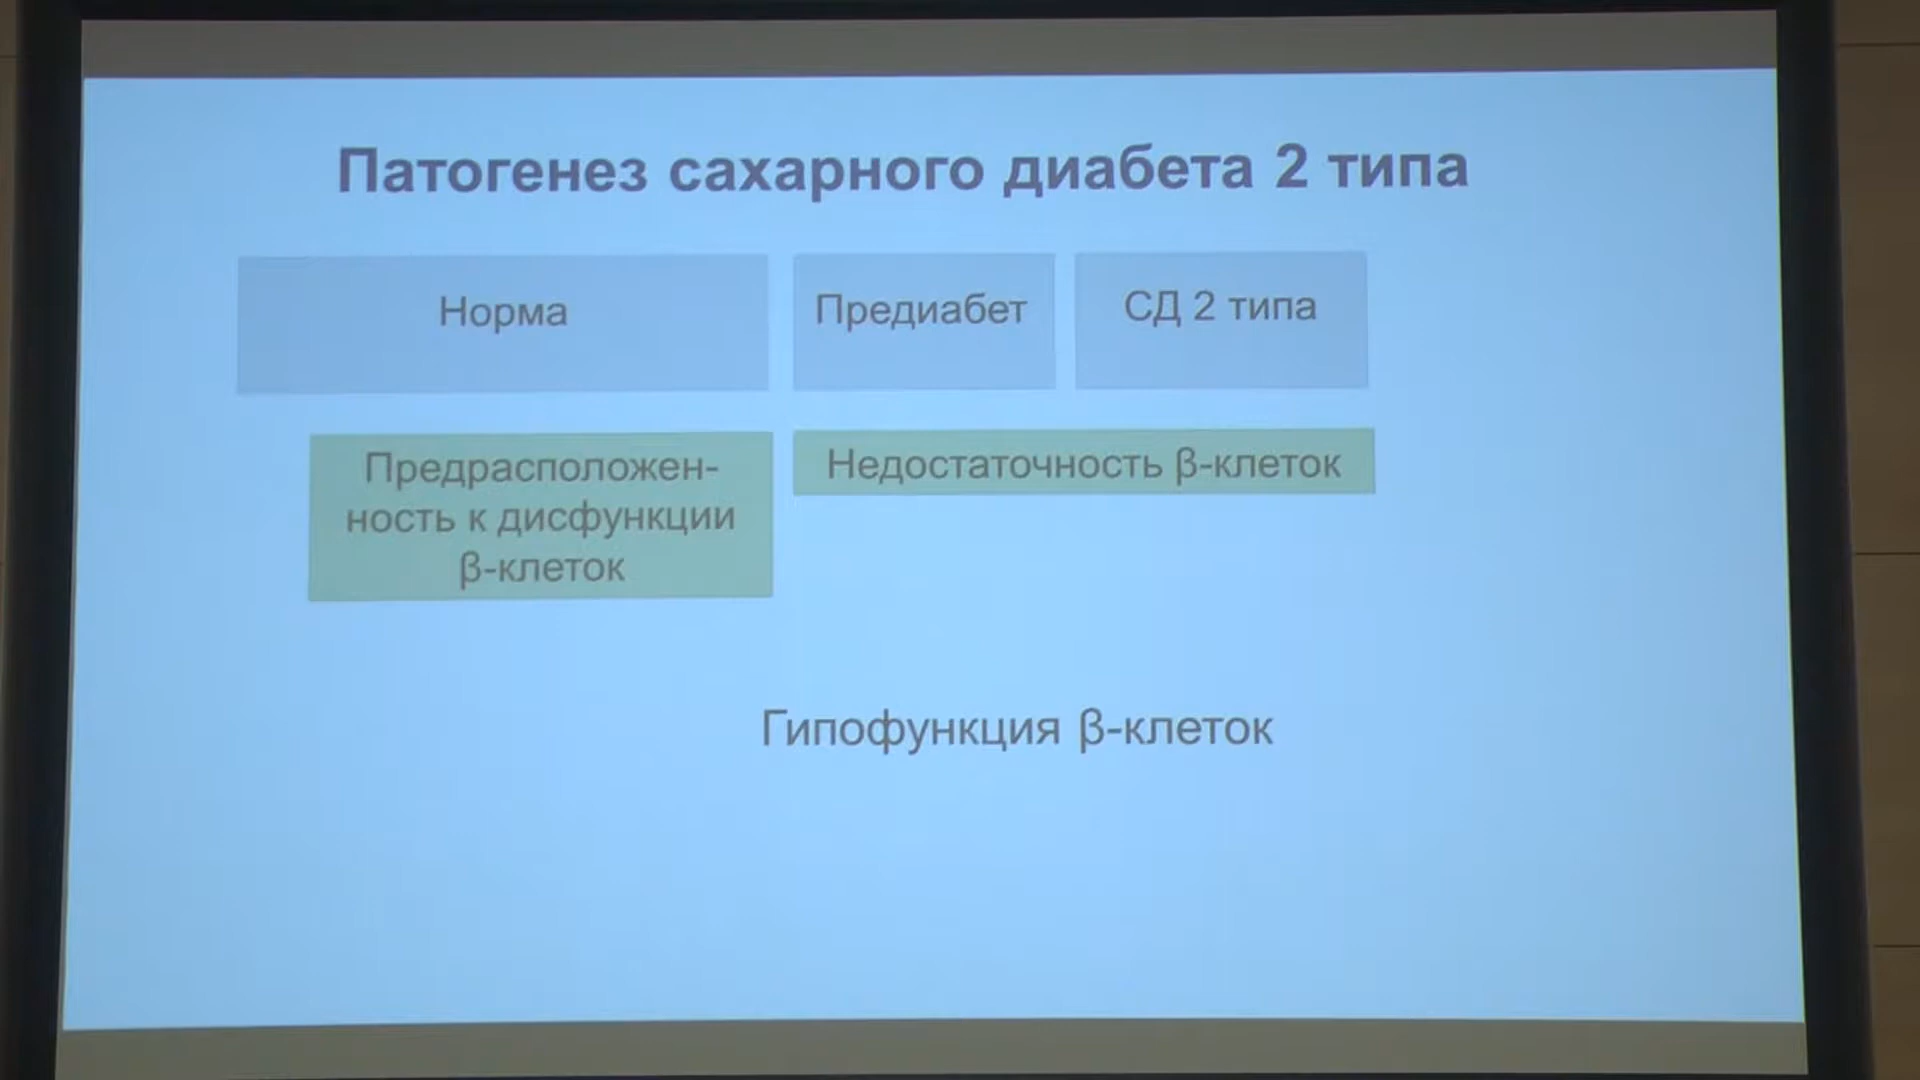 Патогенез сахарного диабета 2 типа
Норма
Предиабет
СД 2 типа
Предрасположен-
ность к дисфункции
β-клеток
Недостаточность β-клеток
Гипофункция β-клеток